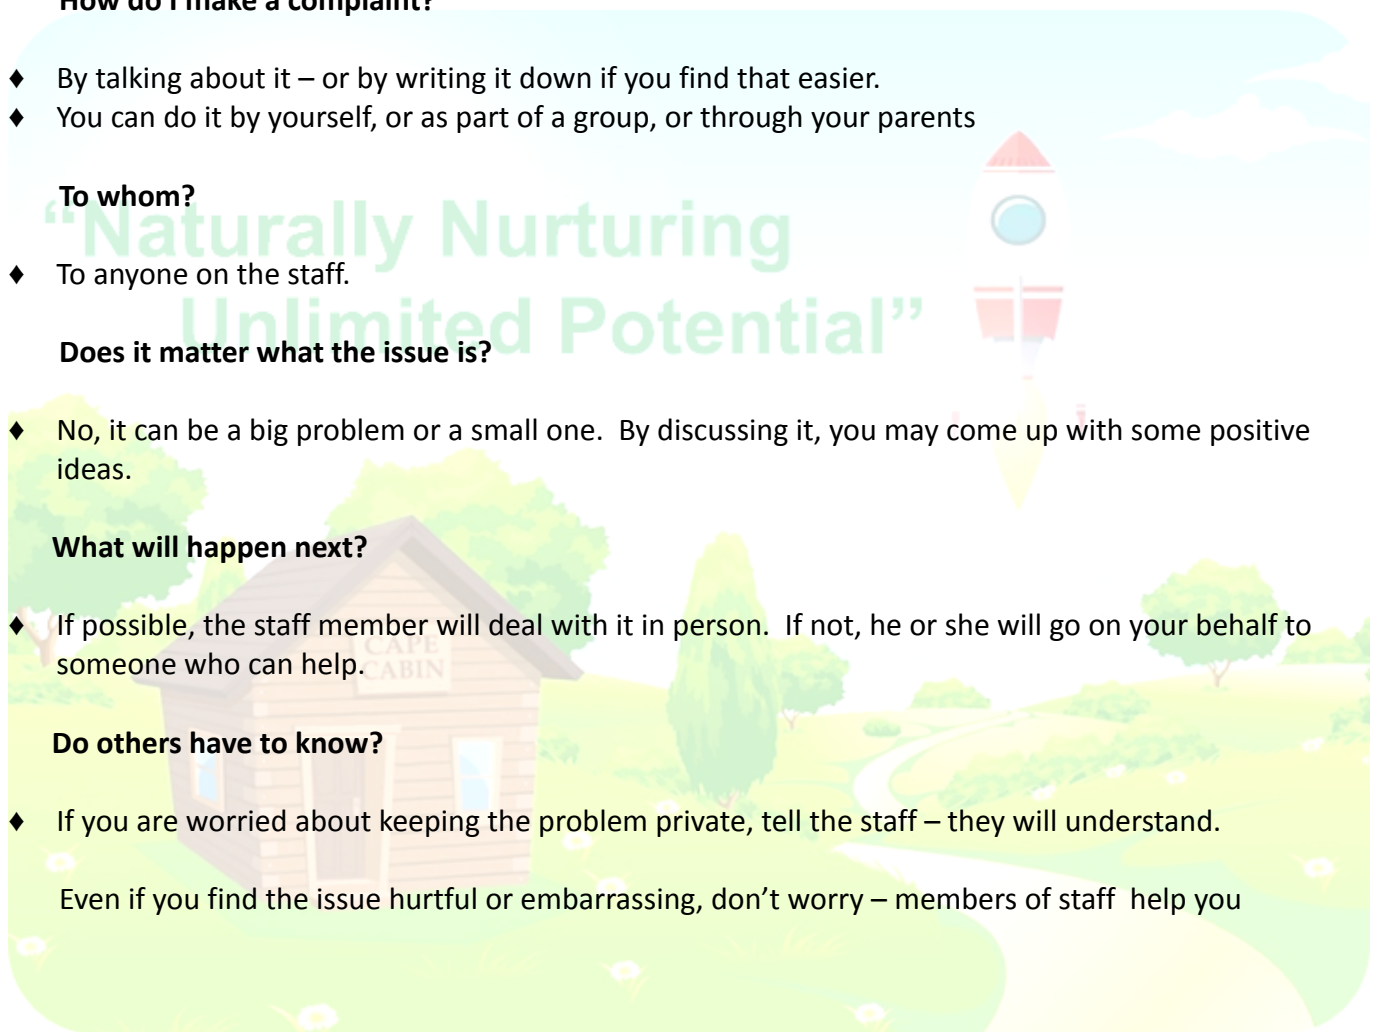 How do I make a complaint?
♦ By talking about it – or by writing it down if you find that easier.
♦ You can do it by yourself, or as part of a group, or through your parents
To whom?
“Naturally Nurturing
♦ To anyone on the staff.
Unlimited Potential”
Does it matter what the issue is?
♦ No, it can be a big problem or a small one.  By discussing it, you may come up with some positive
ideas.
What will happen next?
♦ If possible, the staff member will deal with it in person.  If not, he or she will go on your behalf to
CAPE
someone who can help.
CABIN
Do others have to know?
♦ If you are worried about keeping the problem private, tell the staff – they will understand.
Even if you find the issue hurtful or embarrassing, don’t worry – members of staff  help you